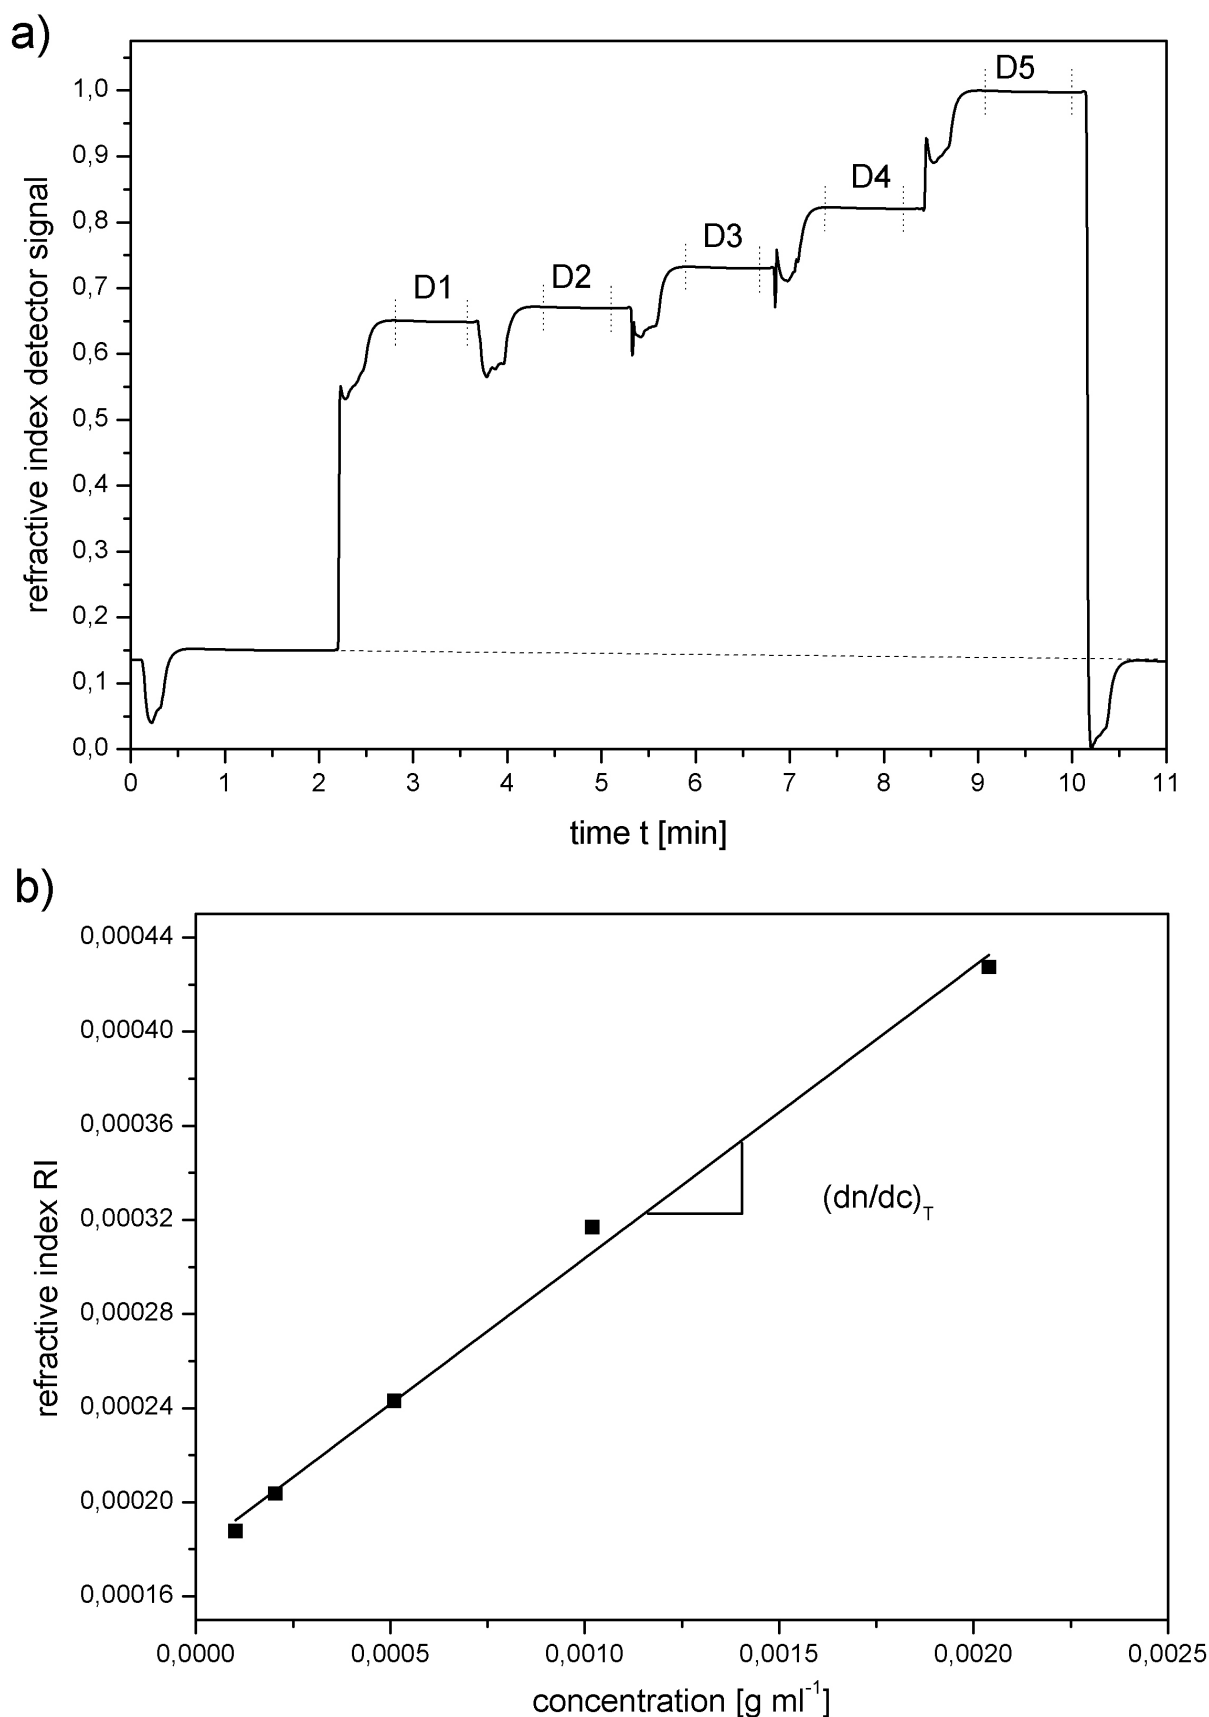 a)
refractive index detector signal
1,0
0,9
0,8
0,7
0,6
0,5
0,4
0,3
0,2
0,1
0,0
D1
D2
D3
D4
D5
0 1 2 3 4 5 6 7 8 9 10 11
time t [min]
b)
refractive index RI
0,00044
0,00040
0,00036
0,00032
0,00028
0,00024
0,00020
0,00016
(dn/dc)T
0,0000 0,0005 0,0010 0,0015 0,0020 0,0025
concentration [g ml-1]